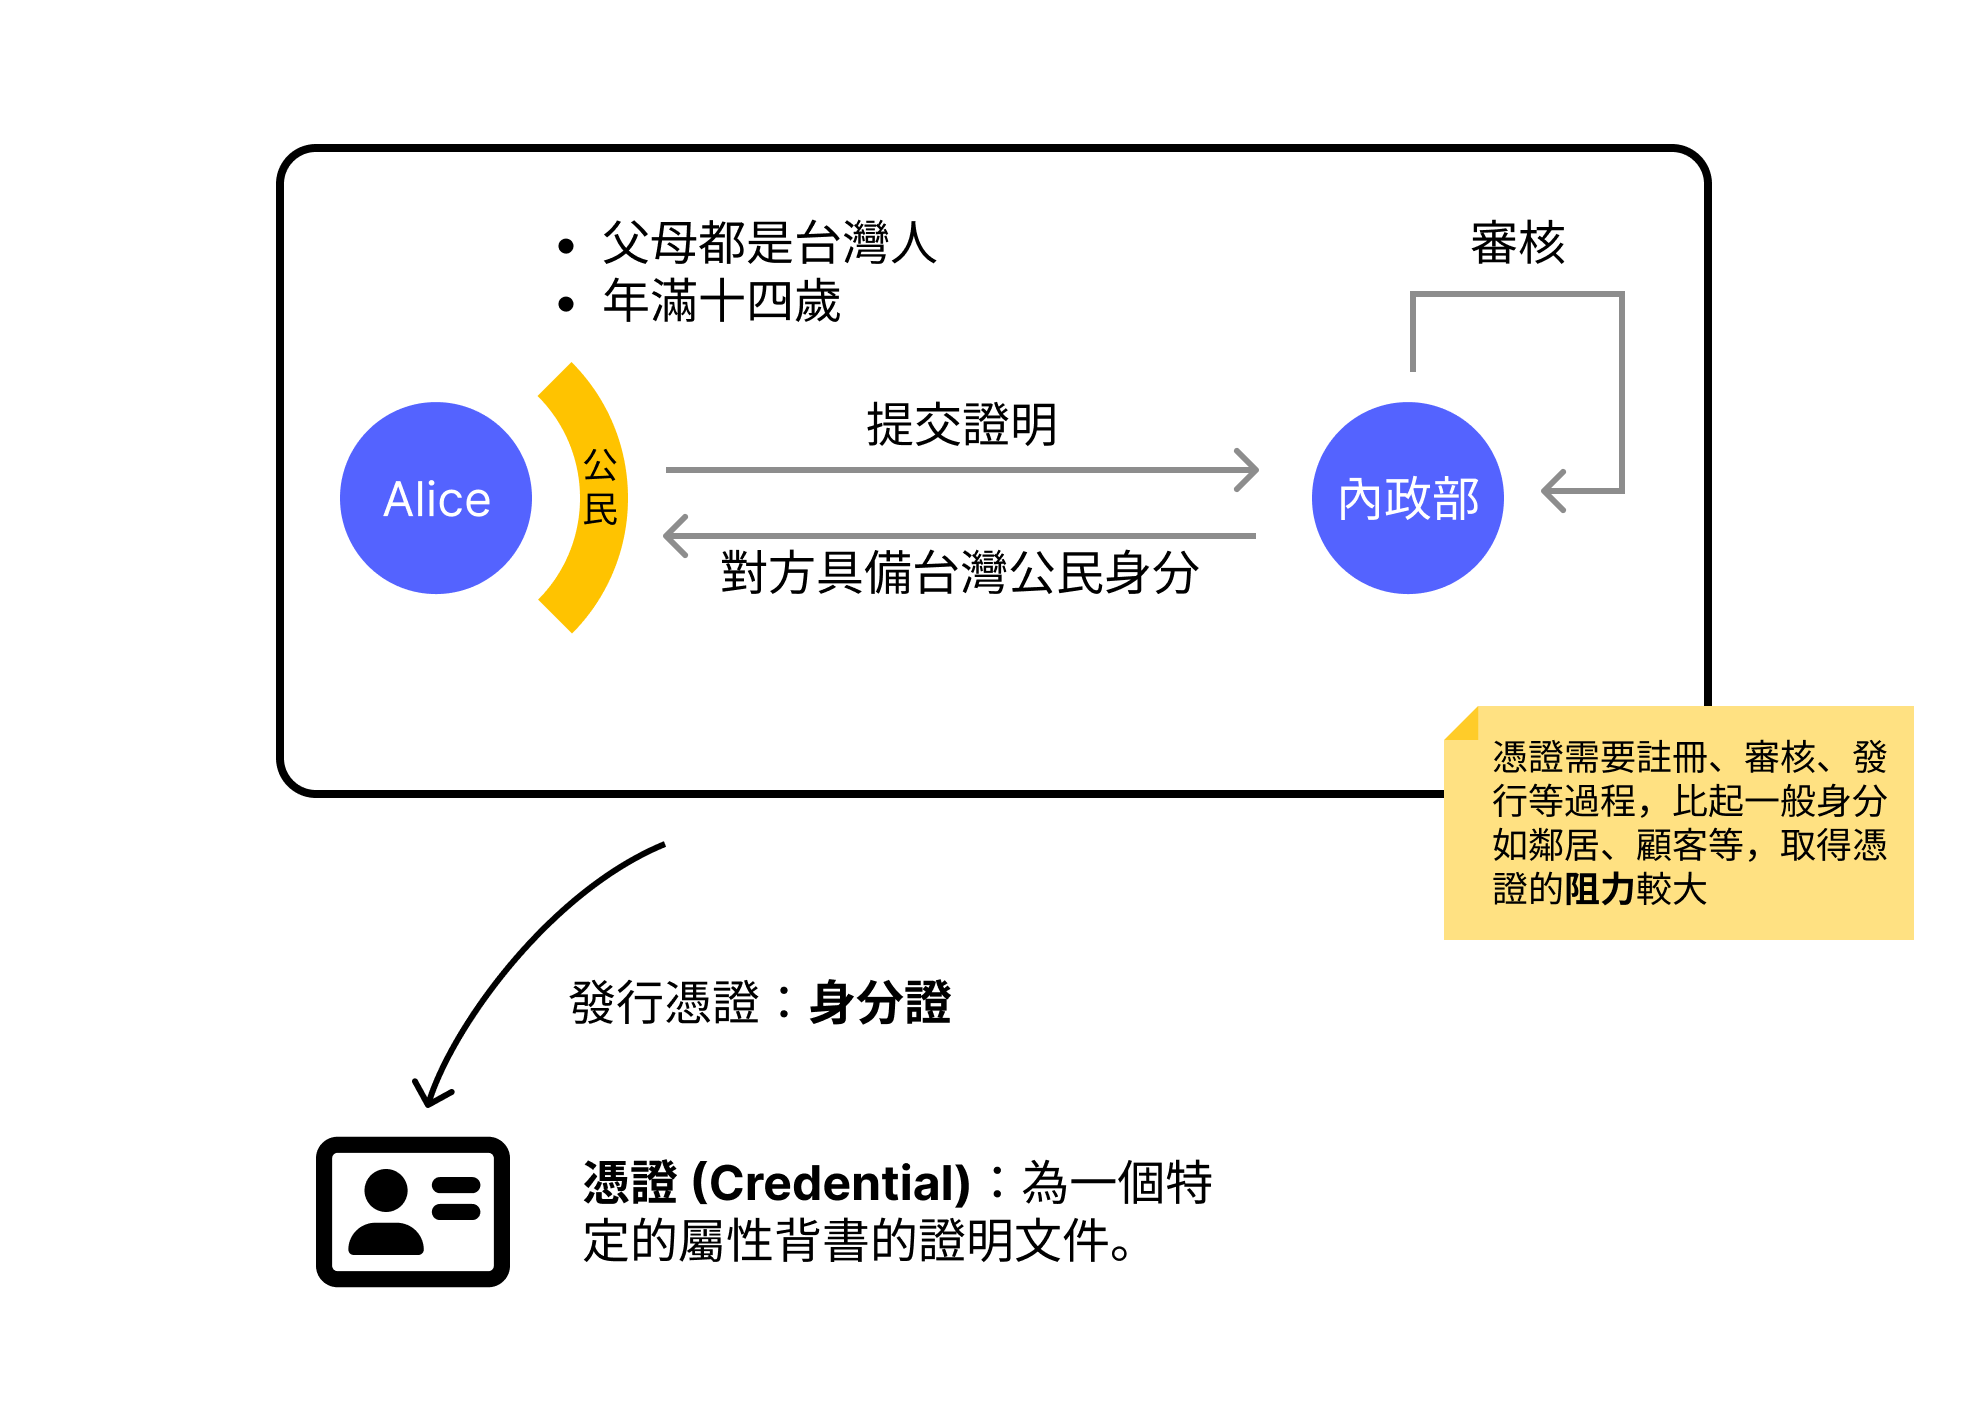 父母都是台灣人
年滿十四歲
審核
Alice
公
民
提交證明
對方具備台灣公民身分
內政部
憑證需要註冊、審核、發
行等過程，比起一般身分
如鄰居、顧客等，取得憑
證的阻力較大
發行憑證：身分證
憑證 (Credential)：為一個特
定的屬性背書的證明文件。